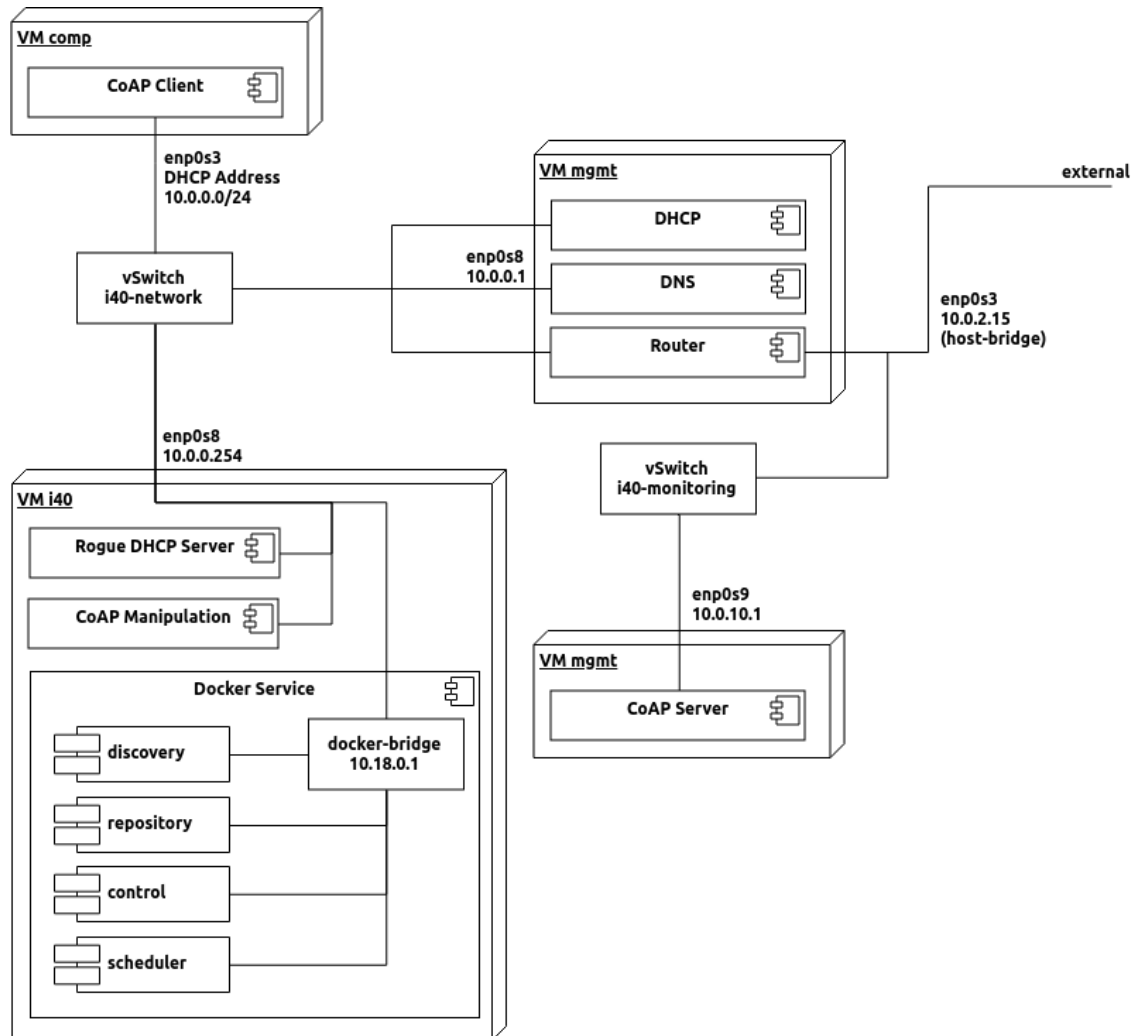 VM comp
CoAP Client
enp0s3
DHCP Address
10.0.0.0/24
vSwitch
i40-network
enp0s8
10.0.0.1
VM mgmt
DHCP
DNS
Router
external
enp0s3
10.0.2.15
(host-bridge)
enp0s8
10.0.0.254
vSwitch
i40-monitoring
enp0s9
10.0.10.1
VM mgmt
CoAP Server
VM i40
Rogue DHCP Server
CoAP Manipulation
Docker Service
docker-bridge
10.18.0.1
discovery
repository
control
scheduler